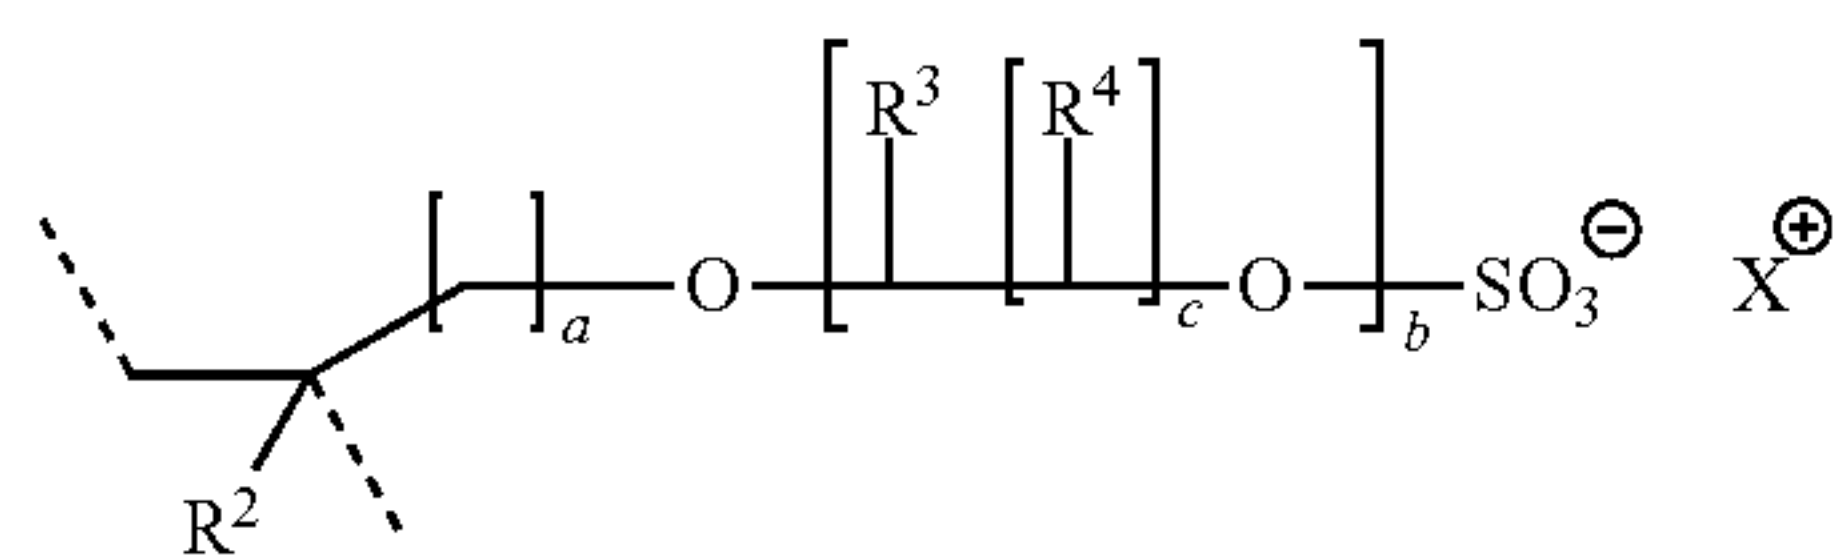 R³ R⁴
[ ]a O [ [ ]c O ]b SO₃⊖ X⊕
R²